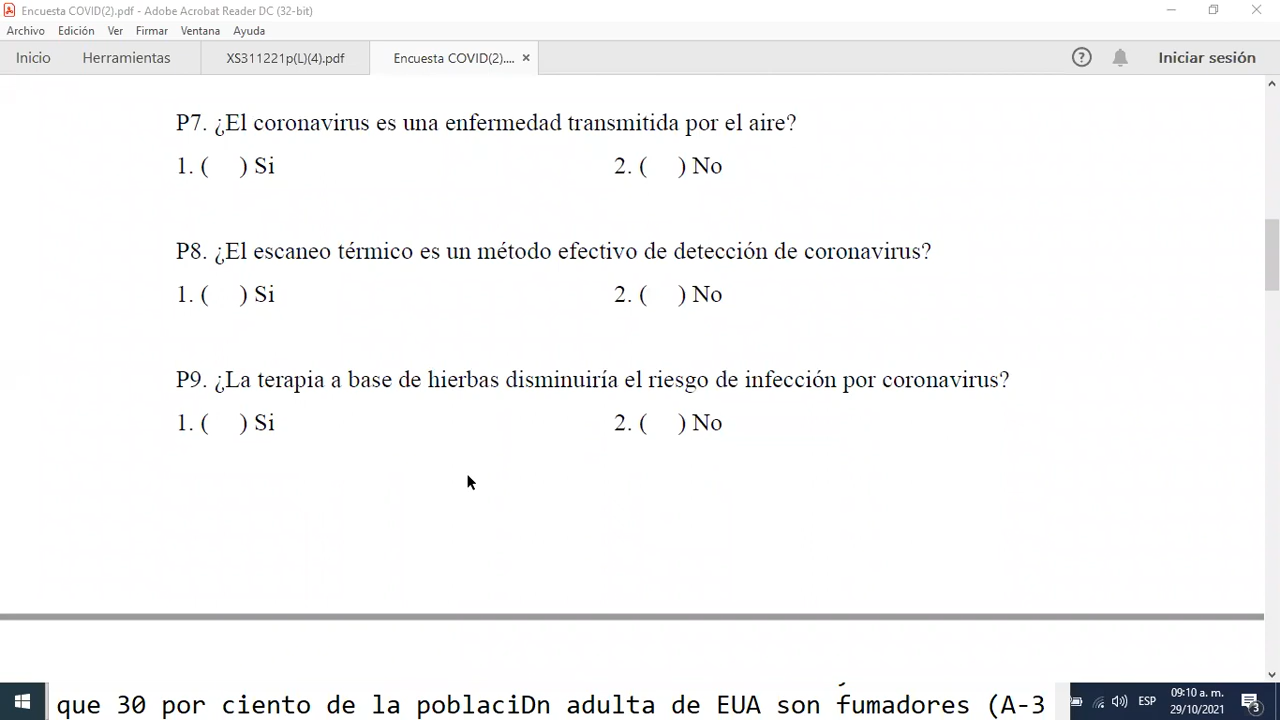 Encuesta COVID(2).pdf - Adobe Acrobat Reader DC (32-bit)
Archivo Edición Ver Firmar Ventana Ayuda
Inicio Herramientas XS311221p(L)(4).pdf Encuesta COVID(2).... × Iniciar sesión
P7. ¿El coronavirus es una enfermedad transmitida por el aire?
1. ( ) Si 2. ( ) No
P8. ¿El escaneo térmico es un método efectivo de detección de coronavirus?
1. ( ) Si 2. ( ) No
P9. ¿La terapia a base de hierbas disminuiría el riesgo de infección por coronavirus?
1. ( ) Si 2. ( ) No
que 30 por ciento de la poblaciDn adulta de EUA son fumadores (A-3
ESP 09:10 a. m.
29/10/2021 3